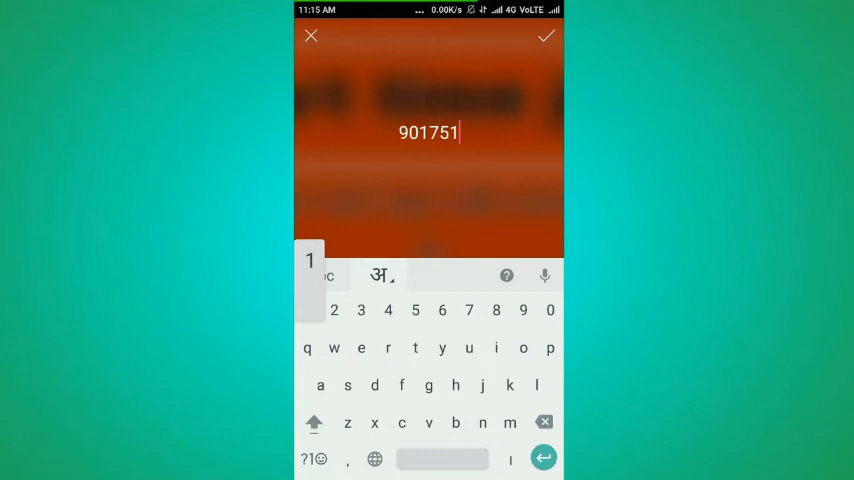 11:15 AM ... 0.00K/s 4G VoLTE
901751
1
अ
2 3 4 5 6 7 8 9 0
q w e r t y u i o p
a s d f g h j k l
z x c v b n m
?1☺ , ।